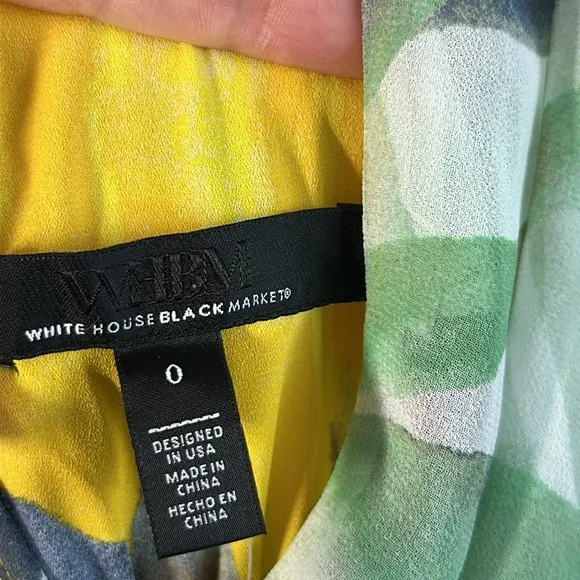 WHBM
WHITE HOUSE BLACK MARKET®
0
DESIGNED
IN USA
MADE IN
CHINA
HECHO EN
CHINA